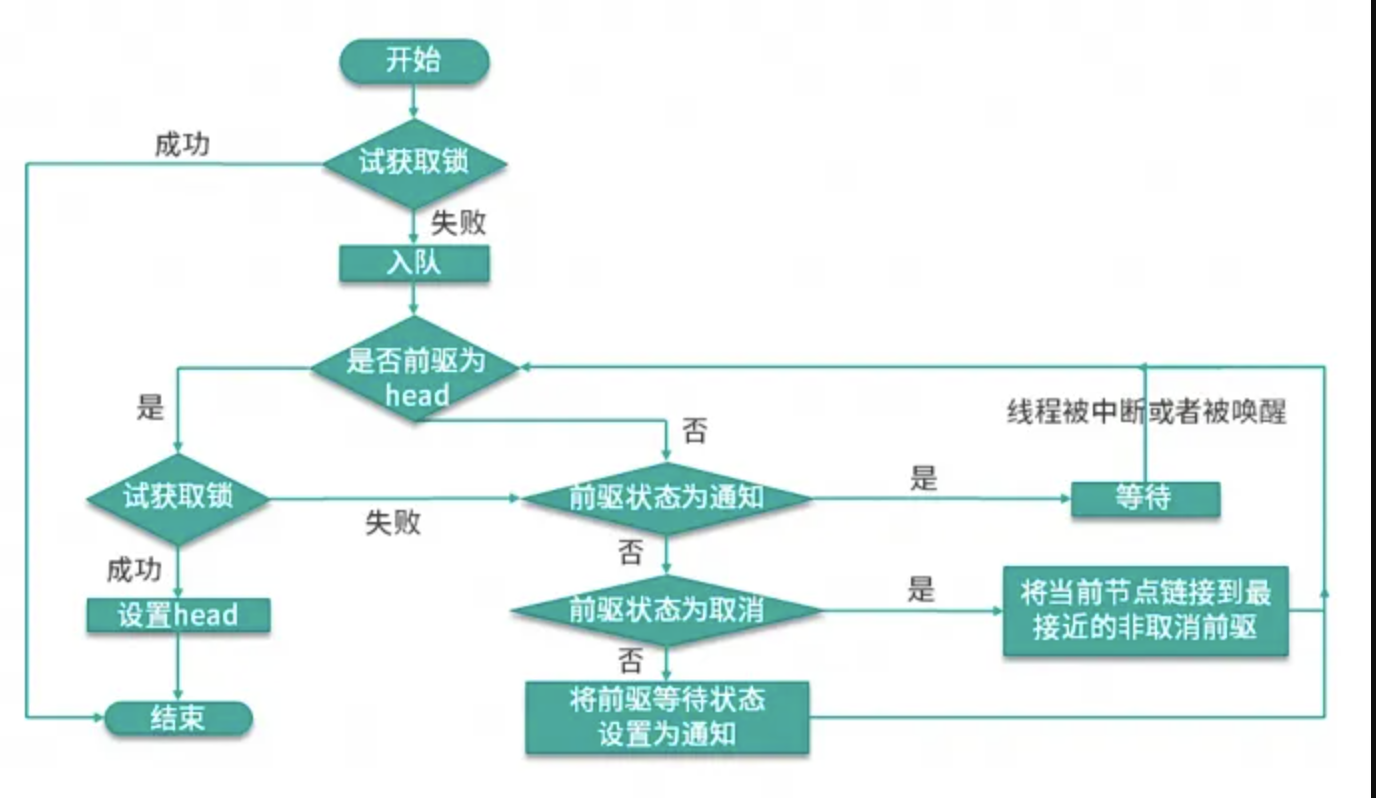 开始
成功
试获取锁
失败
入队
是否前驱为
head
是
否
线程被中断或者被唤醒
试获取锁
失败
前驱状态为通知
是
等待
成功
否
设置head
前驱状态为取消
是
将当前节点链接到最
接近的非取消前驱
否
结束
将前驱等待状态
设置为通知